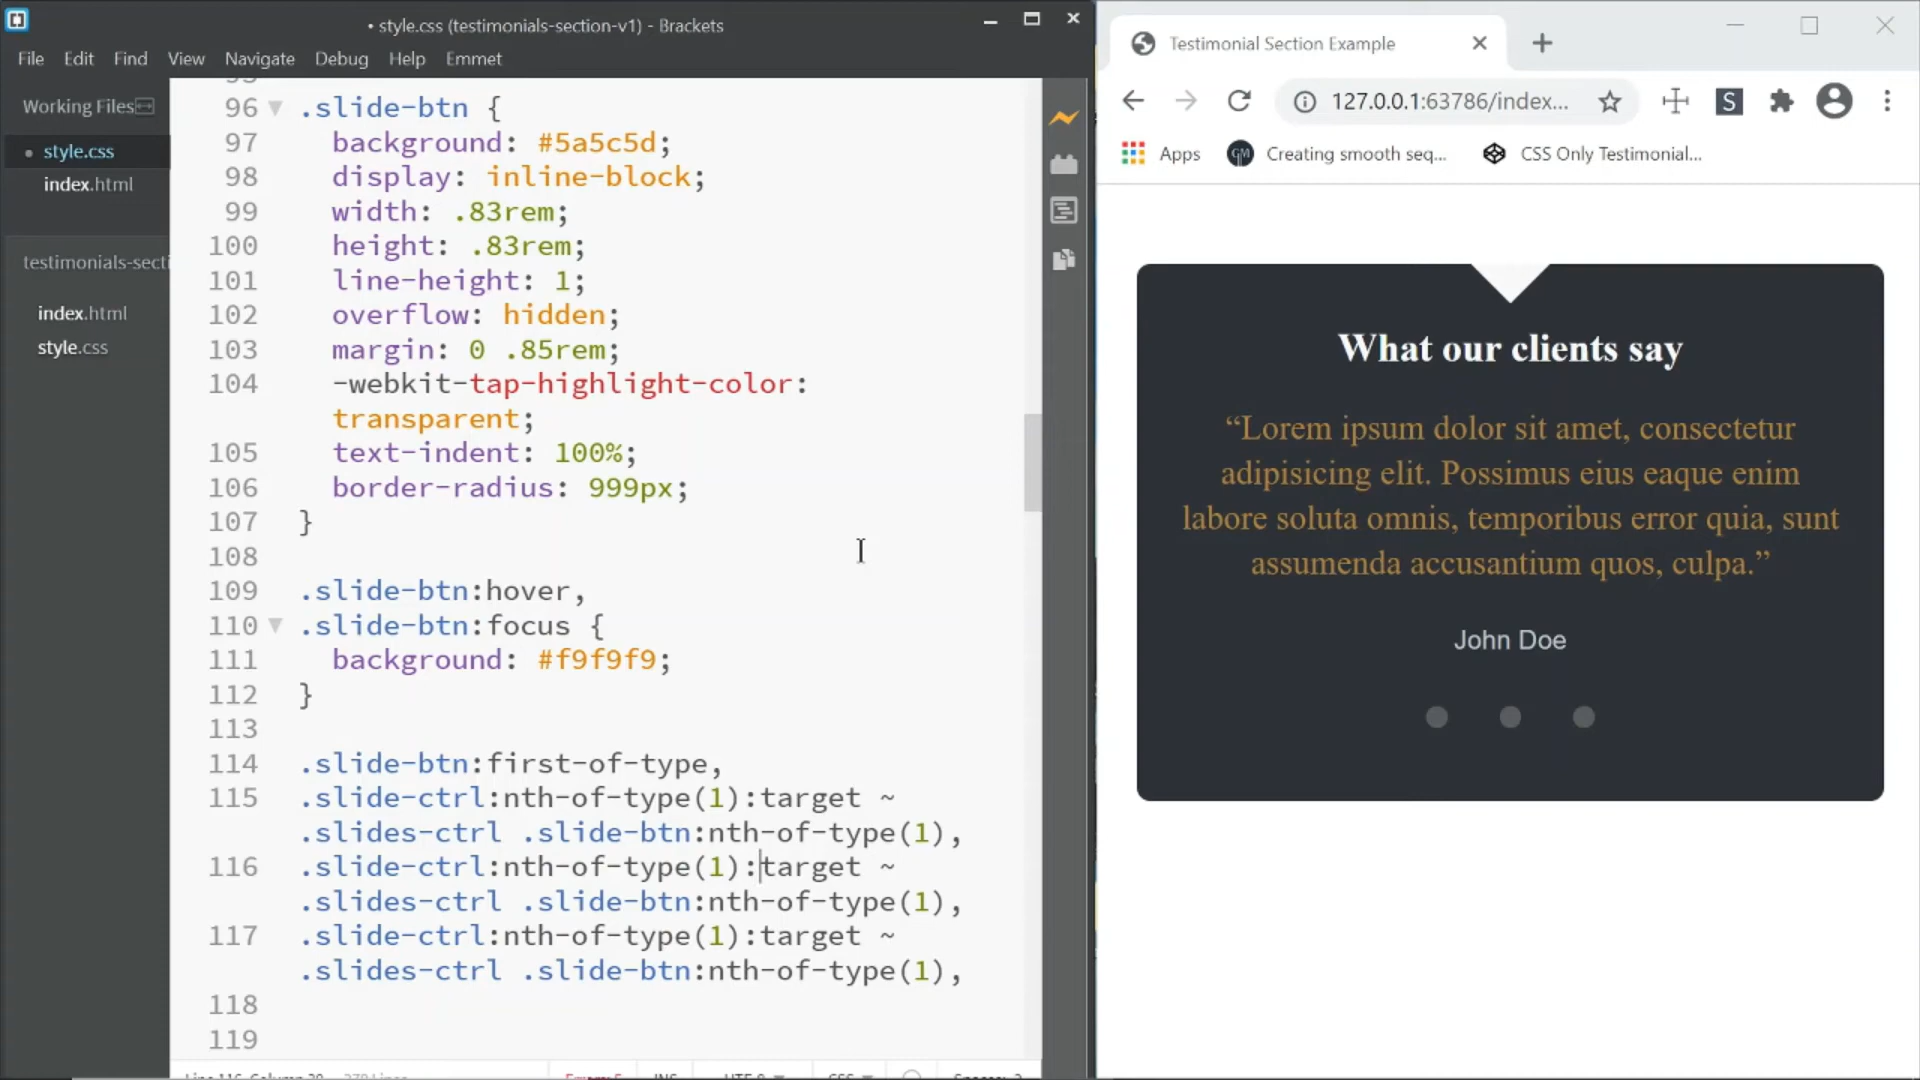 • style.css (testimonials-section-v1) - Brackets
File Edit Find View Navigate Debug Help Emmet
Working Files
• style.css
index.html
testimonials-secti
index.html
style.css
95
96 .slide-btn {
97 background: #5a5c5d;
98 display: inline-block;
99 width: .83rem;
100 height: .83rem;
101 line-height: 1;
102 overflow: hidden;
103 margin: 0 .85rem;
104 -webkit-tap-highlight-color:
transparent;
105 text-indent: 100%;
106 border-radius: 999px;
107 }
108
109 .slide-btn:hover,
110 .slide-btn:focus {
111 background: #f9f9f9;
112 }
113
114 .slide-btn:first-of-type,
115 .slide-ctrl:nth-of-type(1):target ~
.slides-ctrl .slide-btn:nth-of-type(1),
116 .slide-ctrl:nth-of-type(1):target ~
.slides-ctrl .slide-btn:nth-of-type(1),
117 .slide-ctrl:nth-of-type(1):target ~
.slides-ctrl .slide-btn:nth-of-type(1),
118
119
Testimonial Section Example
127.0.0.1:63786/index...
S
Apps GM Creating smooth seq... CSS Only Testimonial...
What our clients say
“Lorem ipsum dolor sit amet, consectetur
adipisicing elit. Possimus eius eaque enim
labore soluta omnis, temporibus error quia, sunt
assumenda accusantium quos, culpa.”
John Doe